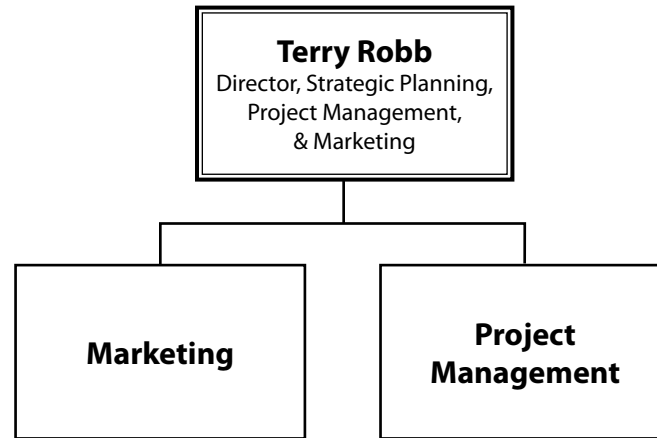 Terry Robb
Director, Strategic Planning,
Project Management,
& Marketing
Marketing
Project
Management